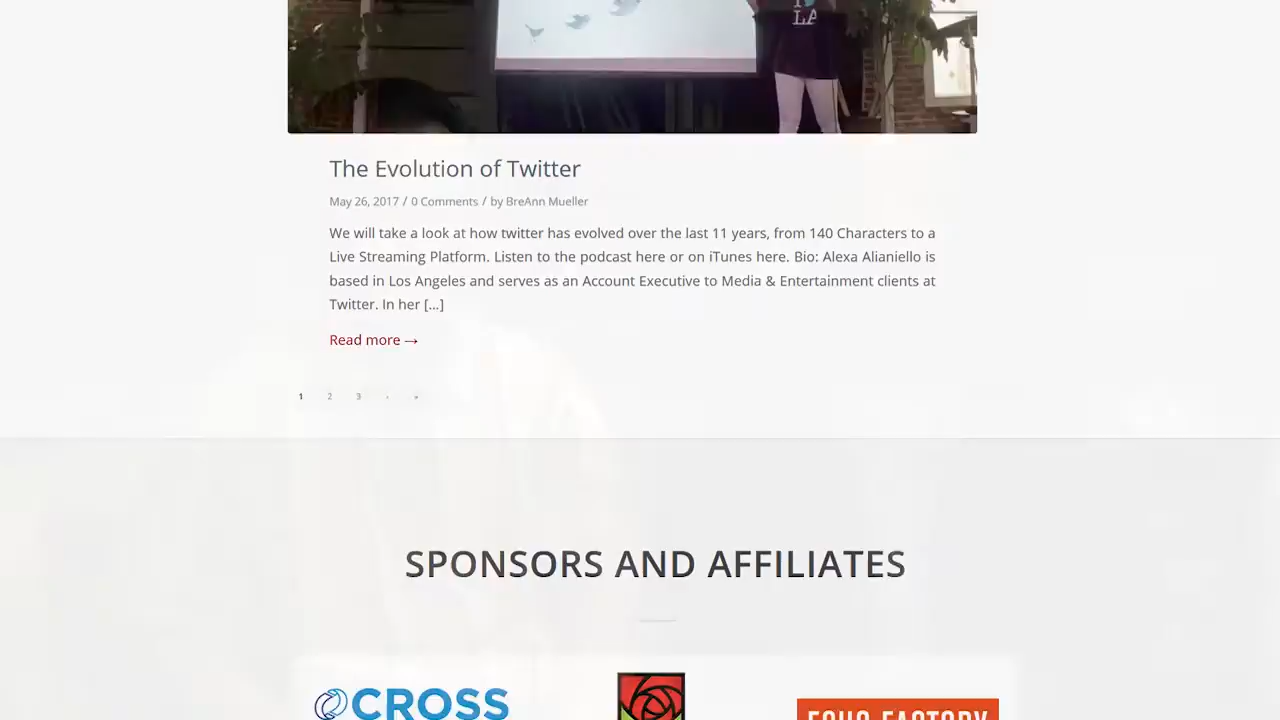 LA
The Evolution of Twitter
May 26, 2017 / 0 Comments / by BreAnn Mueller
We will take a look at how twitter has evolved over the last 11 years, from 140 Characters to a
Live Streaming Platform. Listen to the podcast here or on iTunes here. Bio: Alexa Alianiello is
based in Los Angeles and serves as an Account Executive to Media & Entertainment clients at
Twitter. In her [...]
Read more →
1 2 3 › »
SPONSORS AND AFFILIATES
CROSS
FACTORY